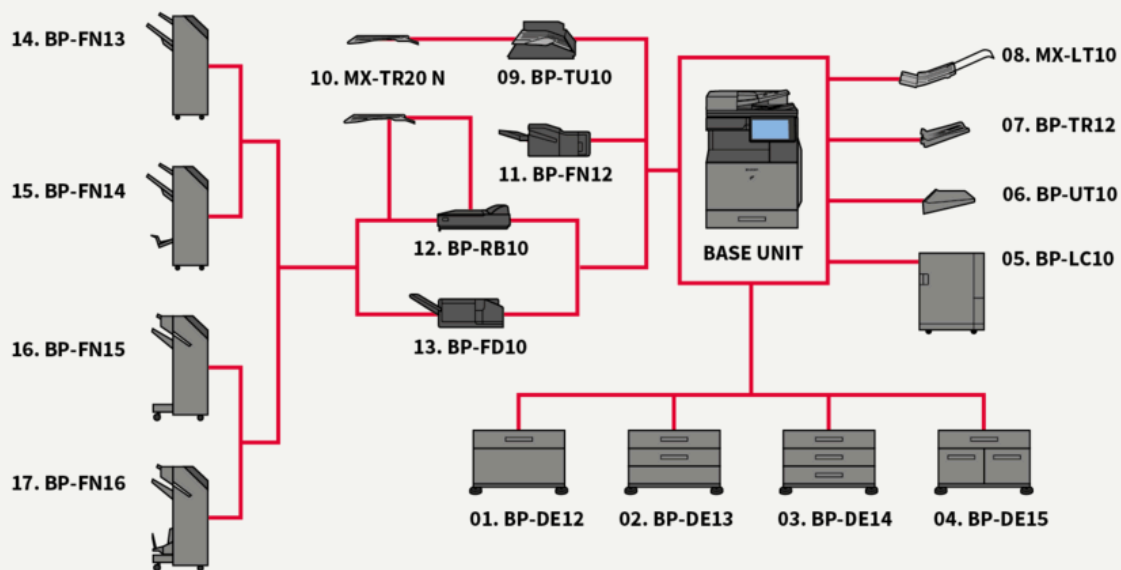 14. BP-FN13
10. MX-TR20 N
09. BP-TU10
08. MX-LT10
07. BP-TR12
11. BP-FN12
15. BP-FN14
06. BP-UT10
12. BP-RB10
BASE UNIT
05. BP-LC10
16. BP-FN15
13. BP-FD10
17. BP-FN16
01. BP-DE12
02. BP-DE13
03. BP-DE14
04. BP-DE15